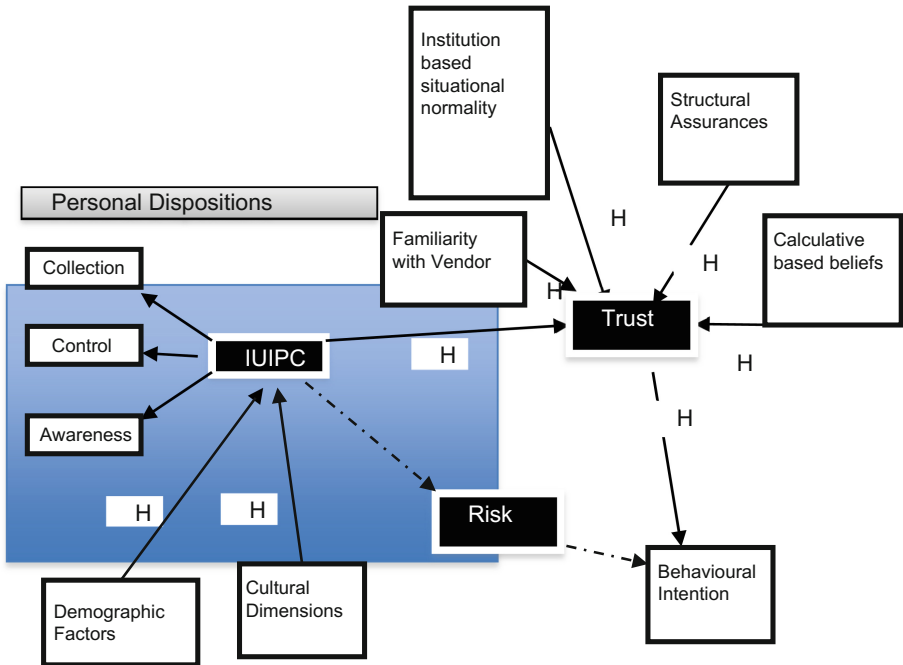 Institution
based
situational
normality
Structural
Assurances
Personal Dispositions
H
Familiarity
with Vendor
Calculative
based beliefs
H
Collection
H
Trust
Control
IUIPC
H
H
H
Awareness
Risk
H
H
Behavioural
Intention
Cultural
Dimensions
Demographic
Factors